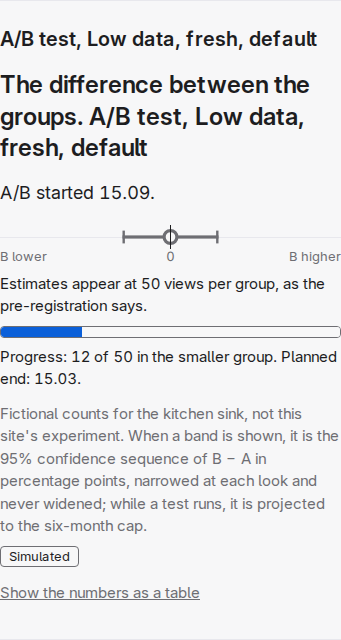 A/B test, Low data, fresh, default
The difference between the
groups. A/B test, Low data,
fresh, default
A/B started 15.09.
B lower 0 B higher
Estimates appear at 50 views per group, as the
pre-registration says.
Progress: 12 of 50 in the smaller group. Planned
end: 15.03.
Fictional counts for the kitchen sink, not this
site's experiment. When a band is shown, it is the
95% confidence sequence of B − A in
percentage points, narrowed at each look and
never widened; while a test runs, it is projected
to the six-month cap.
Simulated
Show the numbers as a table